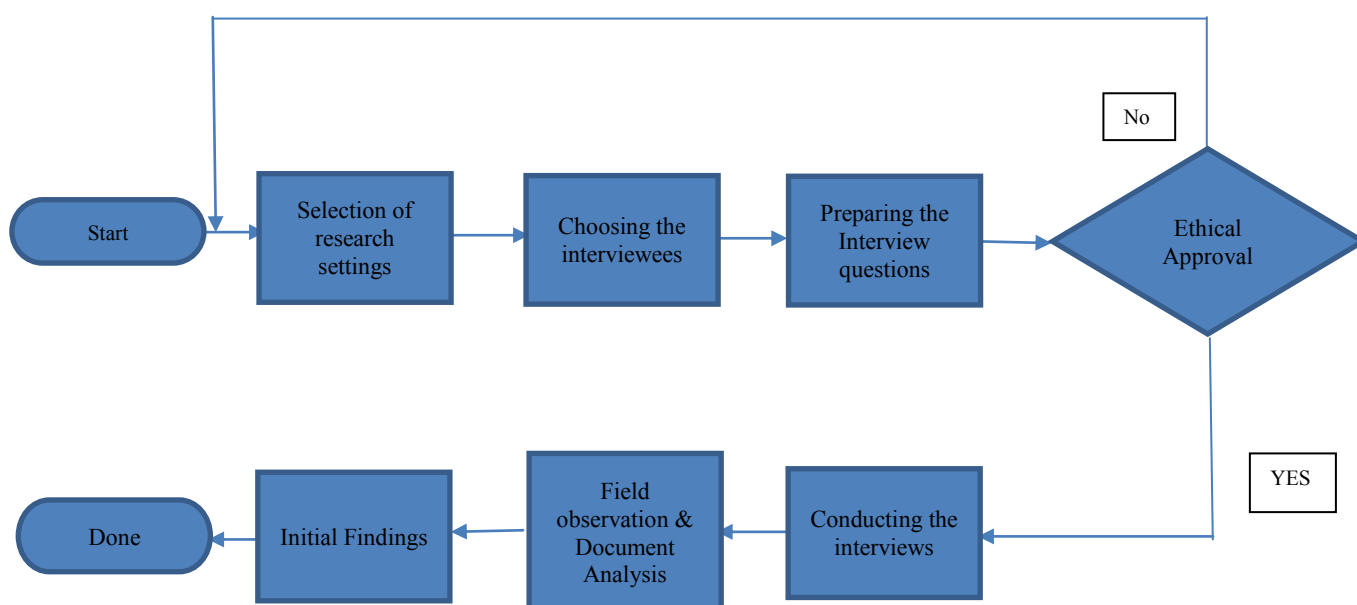 No
Start
Selection of
research
settings
Choosing the
interviewees
Preparing the
Interview
questions
Ethical
Approval
YES
Done
Initial Findings
Field
observation &
Document
Analysis
Conducting the
interviews